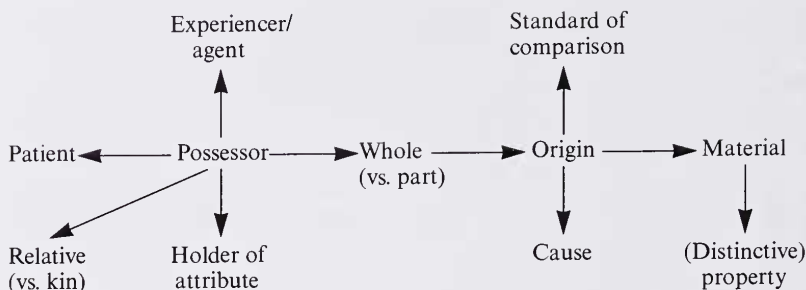 Experiencer/
agent
Standard of
comparison
Patient
Possessor
Whole
(vs. part)
Origin
Material
Relative
(vs. kin)
Holder of
attribute
Cause
(Distinctive)
property